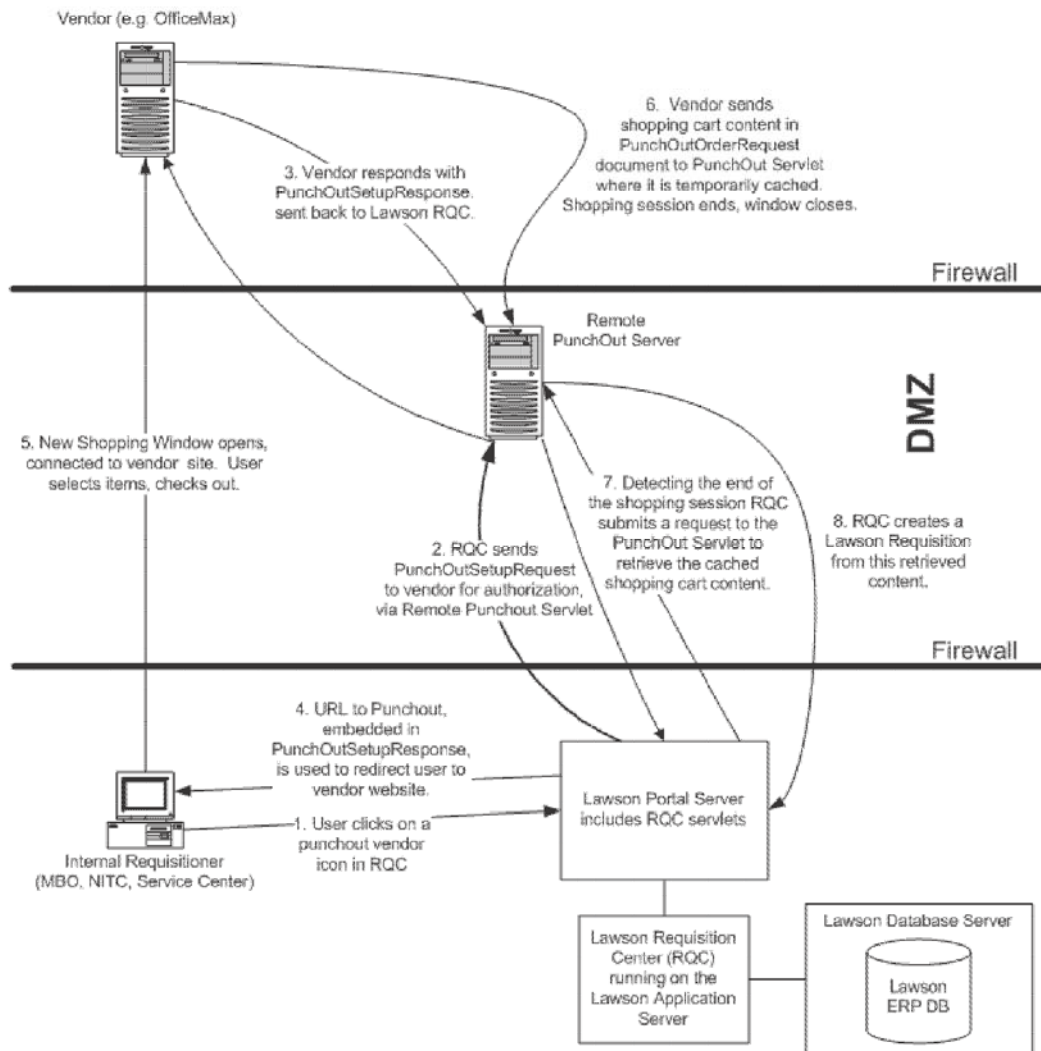 Vendor (e.g. OfficeMax)
6. Vendor sends
shopping cart content in
PunchOutOrderRequest
document to PunchOut Servlet
where it is temporarily cached.
Shopping session ends, window closes.
3. Vendor responds with
PunchOutSetupResponse,
sent back to Lawson RQC.
Firewall
Remote
PunchOut Server
DMZ
5. New Shopping Window opens,
connected to vendor site. User
selects items, checks out.
7. Detecting the end of
the shopping session RQC
submits a request to the
PunchOut Servlet to
retrieve the cached
shopping cart content.
8. RQC creates a
Lawson Requisition
from this retrieved
content.
2. RQC sends
PunchOutSetupRequest
to vendor for authorization,
via Remote Punchout Servlet
Firewall
4. URL to Punchout,
embedded in
PunchOutSetupResponse,
is used to redirect user to
vendor website.
1. User clicks on a
punchout vendor
icon in RQC
Internal Requisitioner
(MBO, NITC, Service Center)
Lawson Portal Server
includes RQC servlets
Lawson Requisition
Center (RQC)
running on the
Lawson Application
Server
Lawson Database Server
Lawson
ERP DB